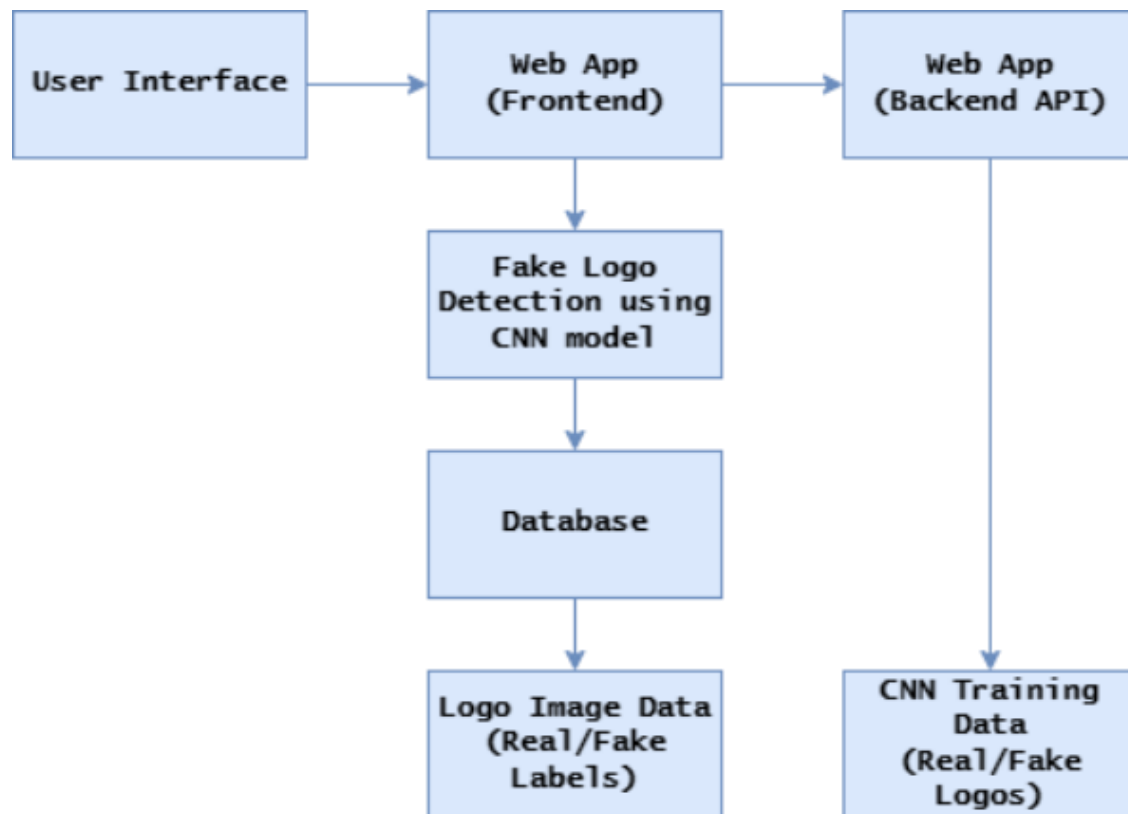 User Interface
Web App
(Frontend)
Web App
(Backend API)
Fake Logo
Detection using
CNN model
Database
Logo Image Data
(Real/Fake
Labels)
CNN Training
Data
(Real/Fake
Logos)